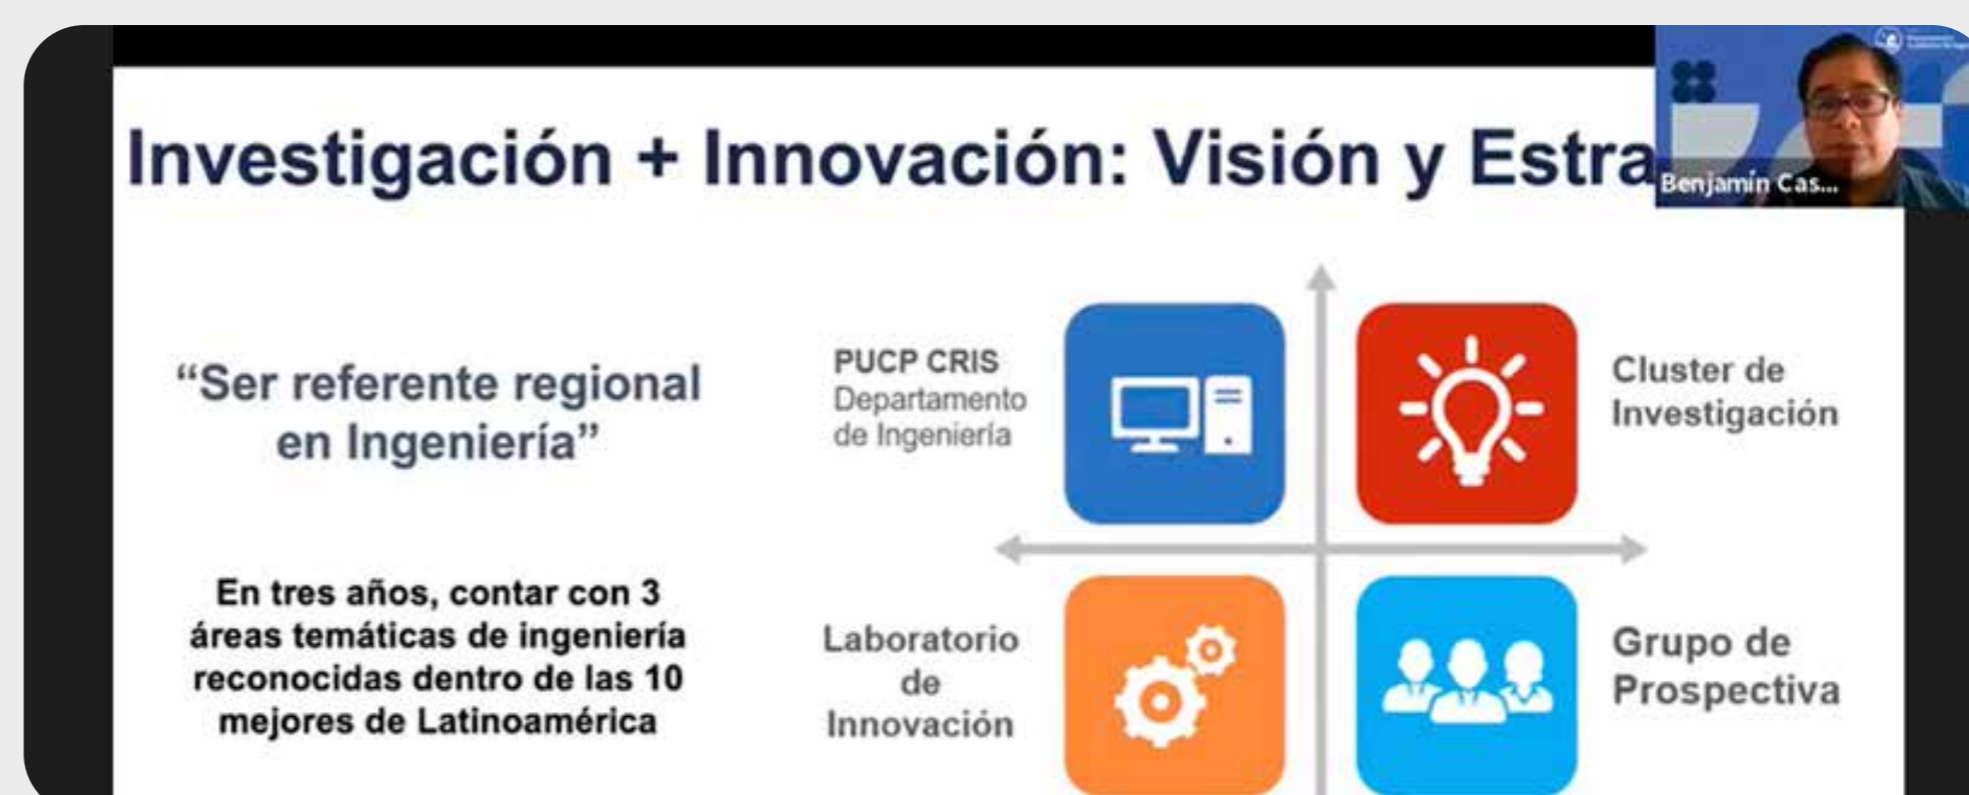 Investigación + Innovación: Visión y Estra
Benjamín Cas...
“Ser referente regional
en Ingeniería”
En tres años, contar con 3
áreas temáticas de ingeniería
reconocidas dentro de las 10
mejores de Latinoamérica
PUCP CRIS
Departamento
de Ingeniería
Cluster de
Investigación
Laboratorio
de
Innovación
Grupo de
Prospectiva